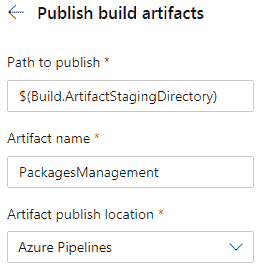 Publish build artifacts
Path to publish *
$(Build.ArtifactStagingDirectory)
Artifact name *
PackagesManagement
Artifact publish location *
Azure Pipelines